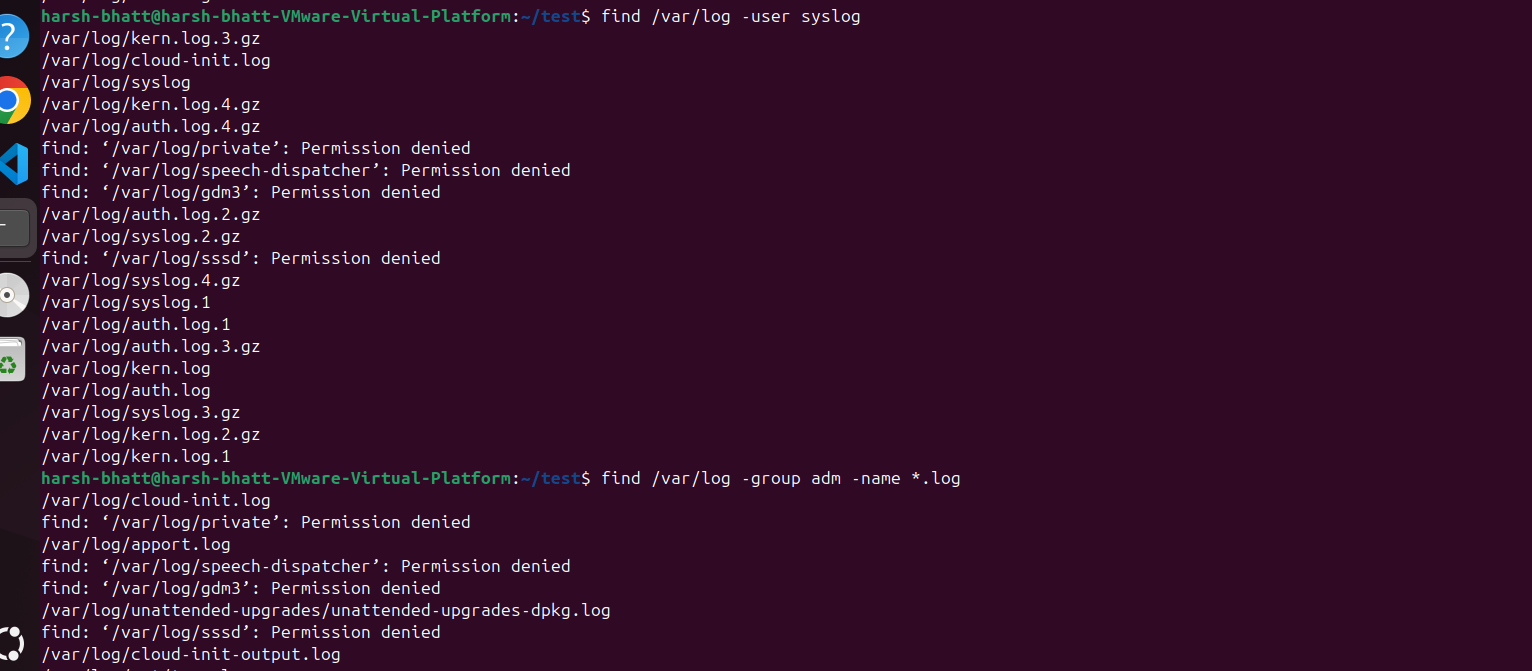 harsh-bhatt@harsh-bhatt-VMware-Virtual-Platform:~/test$ find /var/log -user syslog
/var/log/kern.log.3.gz
/var/log/cloud-init.log
/var/log/syslog
/var/log/kern.log.4.gz
/var/log/auth.log.4.gz
find: ‘/var/log/private’: Permission denied
find: ‘/var/log/speech-dispatcher’: Permission denied
find: ‘/var/log/gdm3’: Permission denied
/var/log/auth.log.2.gz
/var/log/syslog.2.gz
find: ‘/var/log/sssd’: Permission denied
/var/log/syslog.4.gz
/var/log/syslog.1
/var/log/auth.log.1
/var/log/auth.log.3.gz
/var/log/kern.log
/var/log/auth.log
/var/log/syslog.3.gz
/var/log/kern.log.2.gz
/var/log/kern.log.1
harsh-bhatt@harsh-bhatt-VMware-Virtual-Platform:~/test$ find /var/log -group adm -name *.log
/var/log/cloud-init.log
find: ‘/var/log/private’: Permission denied
/var/log/apport.log
find: ‘/var/log/speech-dispatcher’: Permission denied
find: ‘/var/log/gdm3’: Permission denied
/var/log/unattended-upgrades/unattended-upgrades-dpkg.log
find: ‘/var/log/sssd’: Permission denied
/var/log/cloud-init-output.log